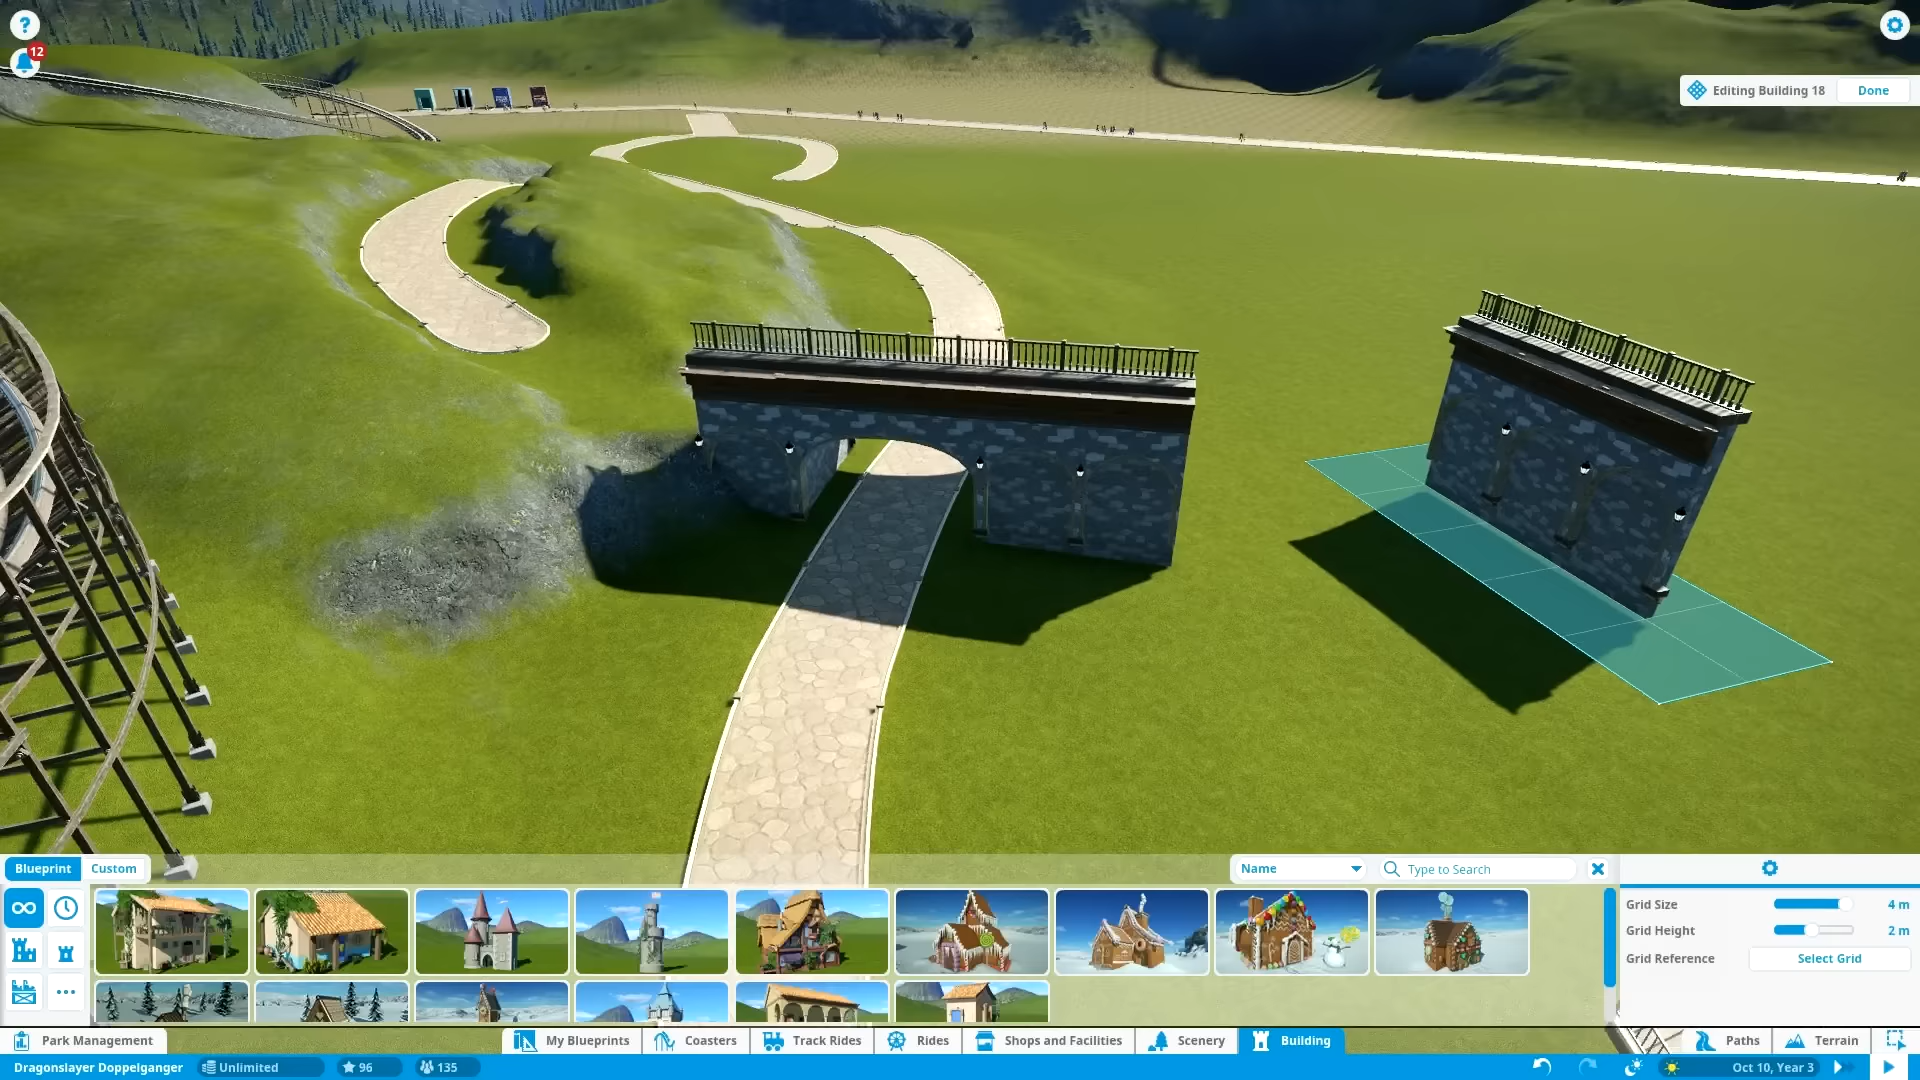 ?
12
Editing Building 18
Done
Blueprint
Custom
Name
Type to Search
Grid Size
4 m
Grid Height
2 m
Grid Reference
Select Grid
Park Management
My Blueprints
Coasters
Track Rides
Rides
Shops and Facilities
Scenery
Building
Paths
Terrain
Dragonslayer Doppelganger
Unlimited
96
135
Oct 10, Year 3